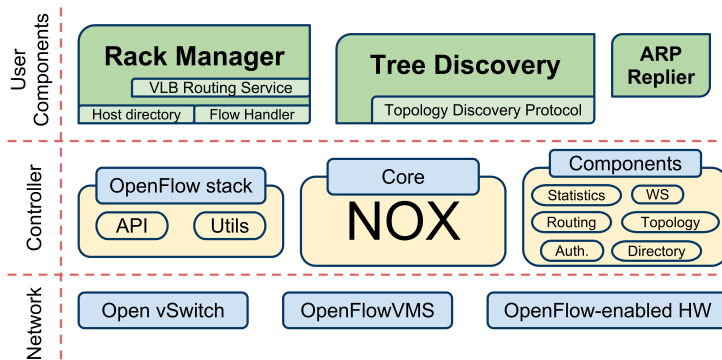 User
Components
Rack Manager
VLB Routing Service
Host directory
Flow Handler
Tree Discovery
Topology Discovery Protocol
ARP
Replier
Controller
OpenFlow stack
API
Utils
Core
NOX
Components
Statistics
WS
Routing
Topology
Auth.
Directory
Network
Open vSwitch
OpenFlowVMS
OpenFlow-enabled HW